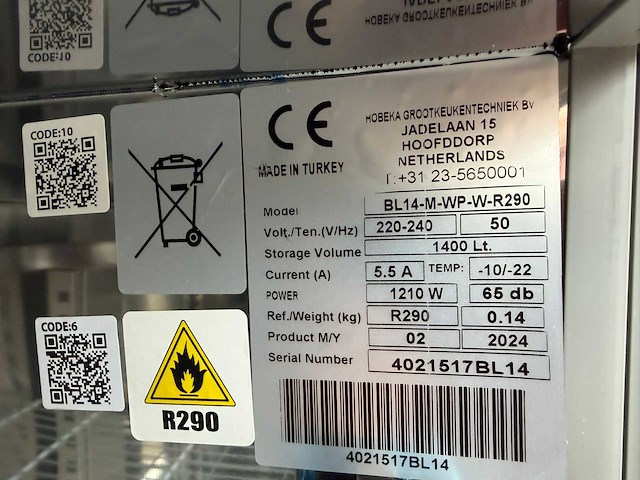 CE
HOBEKA GROOTKEUKENTECHNIEK BV
CODE:10
CODE:10
CE
HOBEKA GROOTKEUKENTECHNIEK BV
JADELAAN 15
HOOFDDORP
NETHERLANDS
T:+31 23-5650001
MADE IN TURKEY
Model BL14-M-WP-W-R290
Volt./Ten.(V/Hz) 220-240 50
Storage Volume 1400 Lt.
Current (A) 5.5 A TEMP: -10/-22
POWER 1210 W 65 db
Ref./Weight (kg) R290 0.14
Product M/Y 02 2024
Serial Number 4021517BL14
4021517BL14
CODE:6
R290